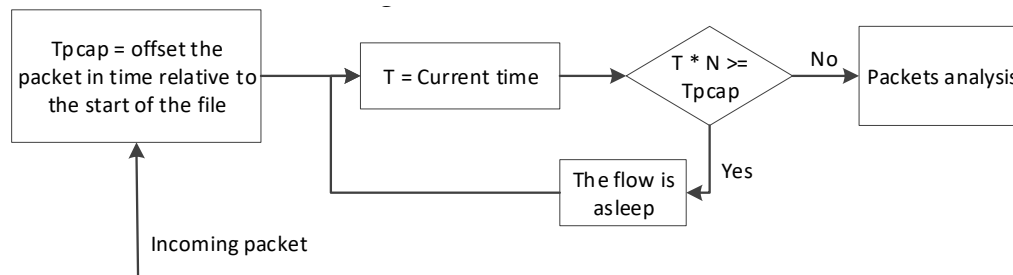 Tpcap = offset the
packet in time relative to
the start of the file
T = Current time
T * N >=
Tpcap
No
Packets analysis
Yes
The flow is
asleep
Incoming packet